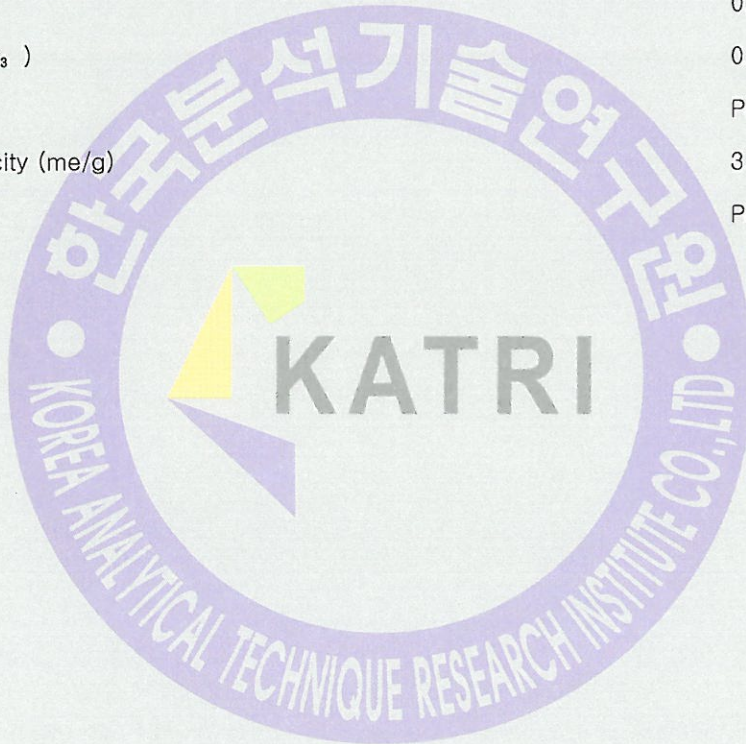 0
₃ ) 0
P
city (me/g) 3
P
한국분석기술연구원
KATRI
KOREA ANALYTICAL TECHNIQUE RESEARCH INSTITUTE CO.,LTD